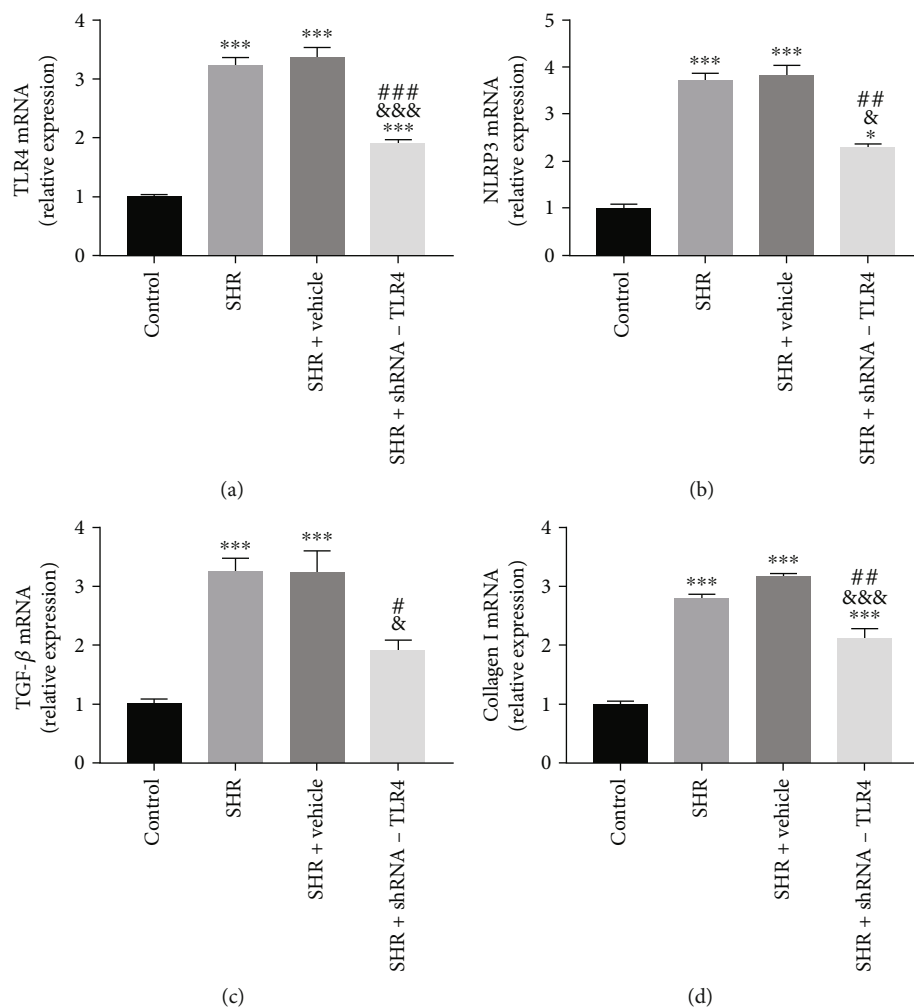 TLR4 mRNA
(relative expression)
4
3
2
1
0
***
***
###
&&&
***
Control
SHR
SHR + vehicle
SHR + shRNA – TLR4
(a)
NLRP3 mRNA
(relative expression)
5
4
3
2
1
0
***
***
##
&
*
Control
SHR
SHR + vehicle
SHR + shRNA – TLR4
(b)
TGF-β mRNA
(relative expression)
4
3
2
1
0
***
***
#
&
Control
SHR
SHR + vehicle
SHR + shRNA – TLR4
(c)
Collagen I mRNA
(relative expression)
4
3
2
1
0
***
***
##
&&&
***
Control
SHR
SHR + vehicle
SHR + shRNA – TLR4
(d)